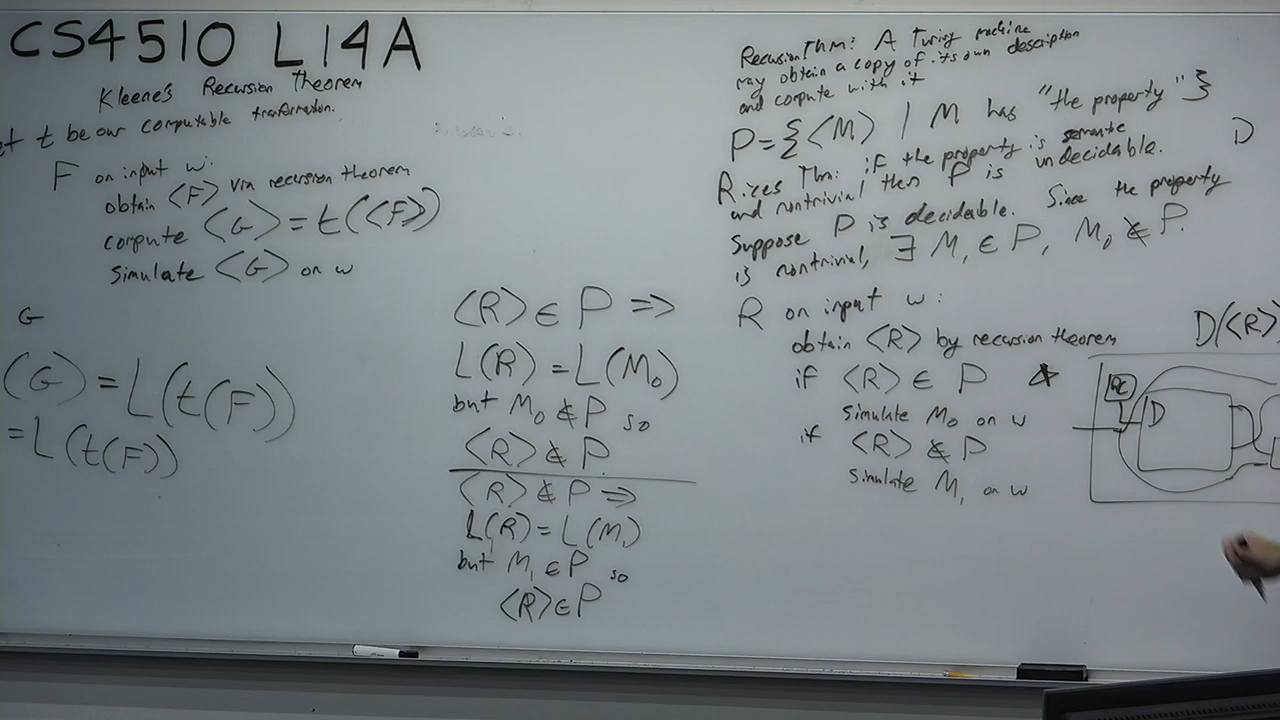 CS4510 L14A
Kleene's Recursion Theorem
et t be our computable transformation.
F on input w:
obtain <F> via recursion theorem
compute <G> = t(<F>)
simulate <G> on w
G
(G) = L(t(F))
= L(t(F))
<R> ∈ P ⇒
L(R) = L(M₀)
but M₀ ∉ P so
<R> ∉ P
<R> ∉ P ⇒
L(R) = L(M₁)
but M₁ ∈ P so
<R> ∈ P
Recursion Thm: A Turing machine
may obtain a copy of its own description
and compute with it
P = {<M> | M has "the property"}
Rices Thm: if the property is semantic
and nontrivial then P is undecidable.
Suppose P is decidable. Since the property
is nontrivial, ∃ M₁ ∈ P, M₀ ∉ P.
R on input w:
obtain <R> by recursion theorem
if <R> ∈ P
simulate M₀ on w
if <R> ∉ P
simulate M₁ on w
D
D(<R>)
D